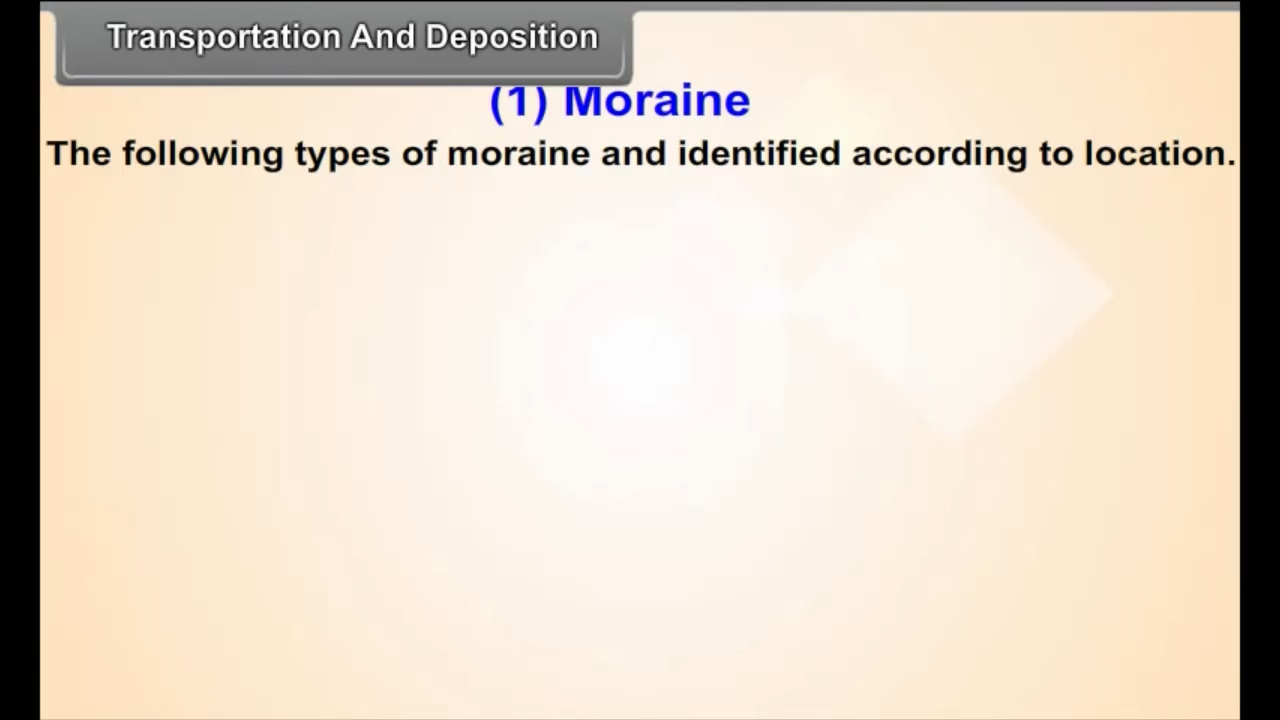 Transportation And Deposition
(1) Moraine
The following types of moraine and identified according to location.